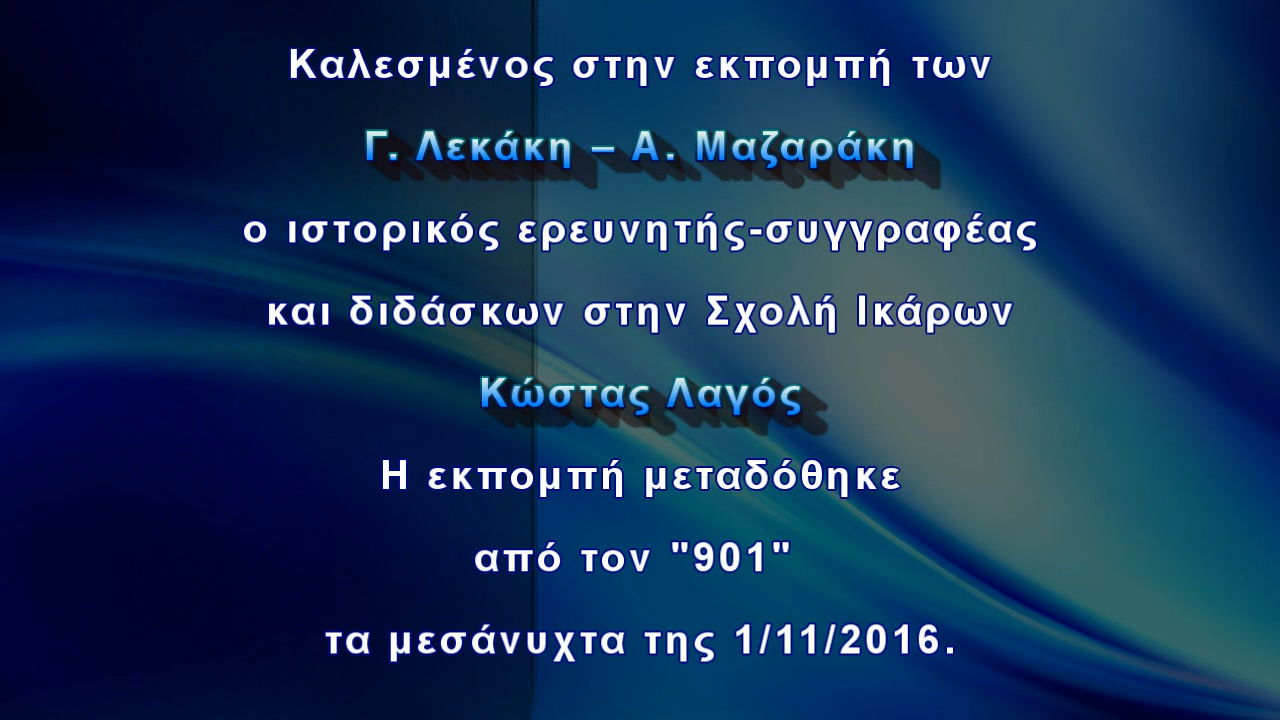 Καλεσμένος στην εκπομπή των
Γ. Λεκάκη – Α. Μαζαράκη
ο ιστορικός ερευνητής-συγγραφέας
και διδάσκων στην Σχολή Ικάρων
Κώστας Λαγός
Η εκπομπή μεταδόθηκε
από τον "901"
τα μεσάνυχτα της 1/11/2016.